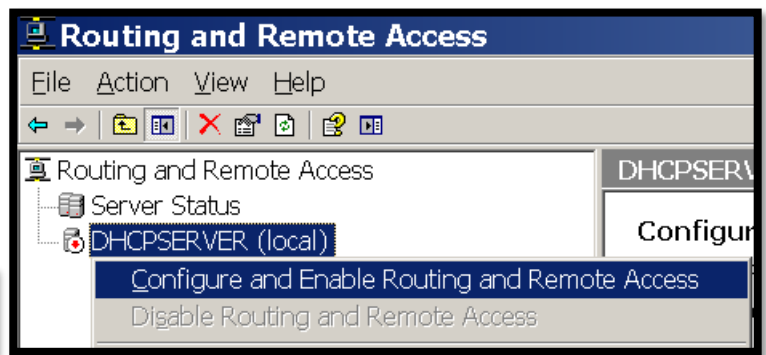 Routing and Remote Access
File Action View Help
Routing and Remote Access
DHCPSERV
Server Status
DHCPSERVER (local)
Configur
Configure and Enable Routing and Remote Access
Disable Routing and Remote Access